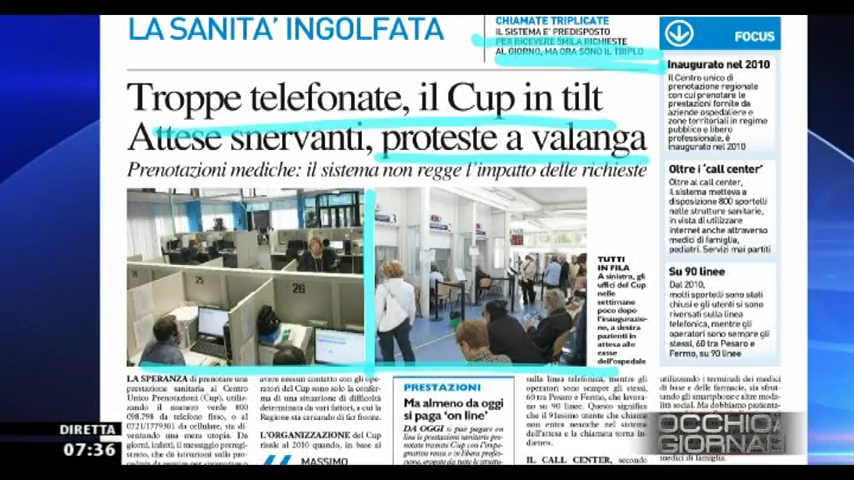 LA SANITA' INGOLFATA
CHIAMATE TRIPLICATE
IL SISTEMA E' PREDISPOSTO
PER RICEVERE 5MILA RICHIESTE
AL GIORNO, MA ORA SONO IL TRIPLO
Troppe telefonate, il Cup in tilt
Attese snervanti, proteste a valanga
Prenotazioni mediche: il sistema non regge l'impatto delle richieste
26
TUTTI
IN FILA
A sinistra, gli
uffici del Cup
nelle
settimane
poco dopo
l'inaugurazio-
ne, a destra
pazienti in
attesa alle
casse
dell'ospedale
FOCUS
Inaugurato nel 2010
Il Centro unico di
prenotazione regionale
con cui prenotare le
prestazioni fornite da
aziende ospedaliere e
zone territoriali in regime
pubblico e libero
professionale, è
inaugurato nel 2010
Oltre i 'call center'
Oltre al call center,
il sistema metteva a
disposizione 800 sportelli
nelle strutture sanitarie,
in vista di utilizzare
internet anche attraverso
medici di famiglia,
pediatri. Servizi mai partiti
Su 90 linee
Dal 2010,
molti sportelli sono stati
chiusi e gli utenti si sono
riversati sulla linea
telefonica, mentre gli
operatori sono sempre gli
stessi, 60 tra Pesaro e
Fermo, su 90 linee
LA SPERANZA di prenotare una
prestazione sanitaria al Centro
Unico Prenotazioni (Cup), utiliz-
zando il numero verde 800
098.798 da telefono fisso, o al
0721/1779301 da cellulare, sta di-
ventando una mera utopia. Da
giorni, infatti, il messaggio preregi-
avere nessun contatto con gli ope-
ratori del Cup sono solo la confer-
ma di una situazione di difficoltà
determinata da vari fattori, a cui la
Regione sta cercando di far fronte.
L'ORGANIZZAZIONE del Cup
risale al 2010 quando, in base ai
MASSIMO
PRESTAZIONI
Ma almeno da oggi
si paga 'on line'
DA OGGI si può pagare on
line le prestazioni sanitarie pre-
sulla linea telefonica, mentre gli
operatori sono sempre gli stessi,
60 tra Pesaro e Fermo, che lavora-
no su 90 linee. Questo significa
che il 91esimo utente che chiama
non entra neanche nel sistema
dell'attesa e la chiamata torna in-
dietro».
IL CALL CENTER, secondo
utilizzando i terminali dei medici
di base e delle farmacie, sia sfrut-
tando gli smartphone e altre moda-
lità social. Ma dobbiamo
medici di famiglia.
DIRETTA
07:36
OCCHIO A
GIORNAL